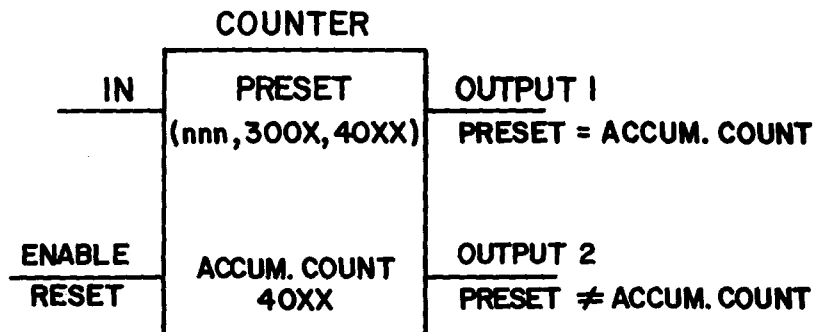 COUNTER
IN
PRESET
OUTPUT 1
(nnn,300X,40XX)
PRESET = ACCUM. COUNT
ENABLE
RESET
ACCUM. COUNT
40XX
OUTPUT 2
PRESET ≠ ACCUM. COUNT